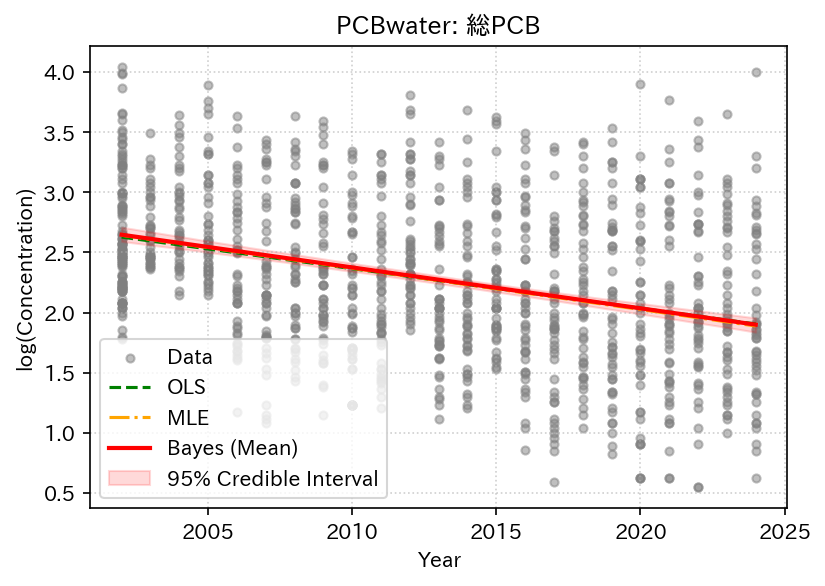 PCBwater: 総PCB
log(Concentration)
4.0
3.5
3.0
2.5
2.0
1.5
1.0
0.5
Data
OLS
MLE
Bayes (Mean)
95% Credible Interval
2005
2010
2015
2020
2025
Year